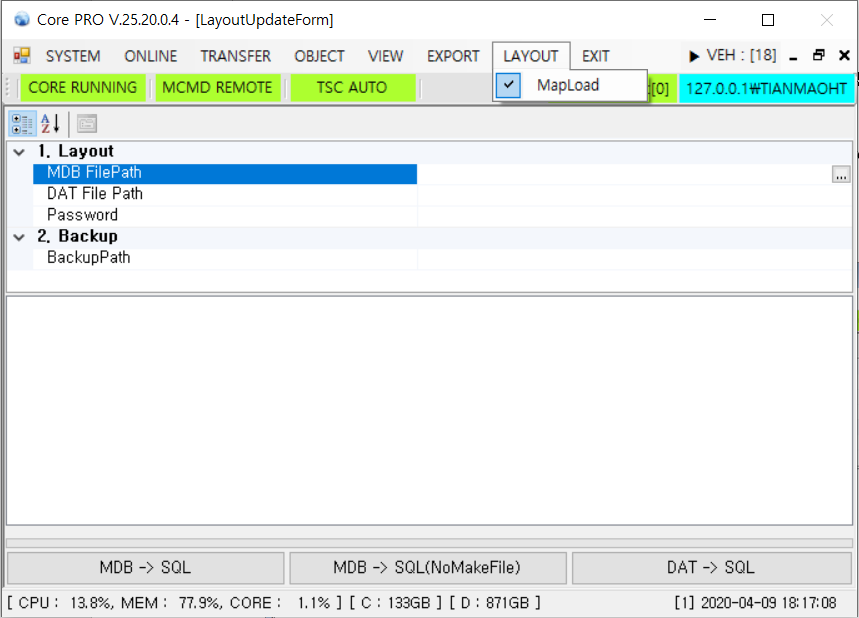 Core PRO V.25.20.0.4 - [LayoutUpdateForm]
SYSTEM ONLINE TRANSFER OBJECT VIEW EXPORT LAYOUT EXIT ▶ VEH : [18]
CORE RUNNING MCMD REMOTE TSC AUTO :[0] 127.0.0.1₩TIANMAOHT
MapLoad
1. Layout
MDB FilePath ...
DAT File Path
Password
2. Backup
BackupPath
MDB -> SQL MDB -> SQL(NoMakeFile) DAT -> SQL
[ CPU : 13.8%, MEM : 77.9%, CORE : 1.1% ] [ C : 133GB ] [ D : 871GB ] [1] 2020-04-09 18:17:08